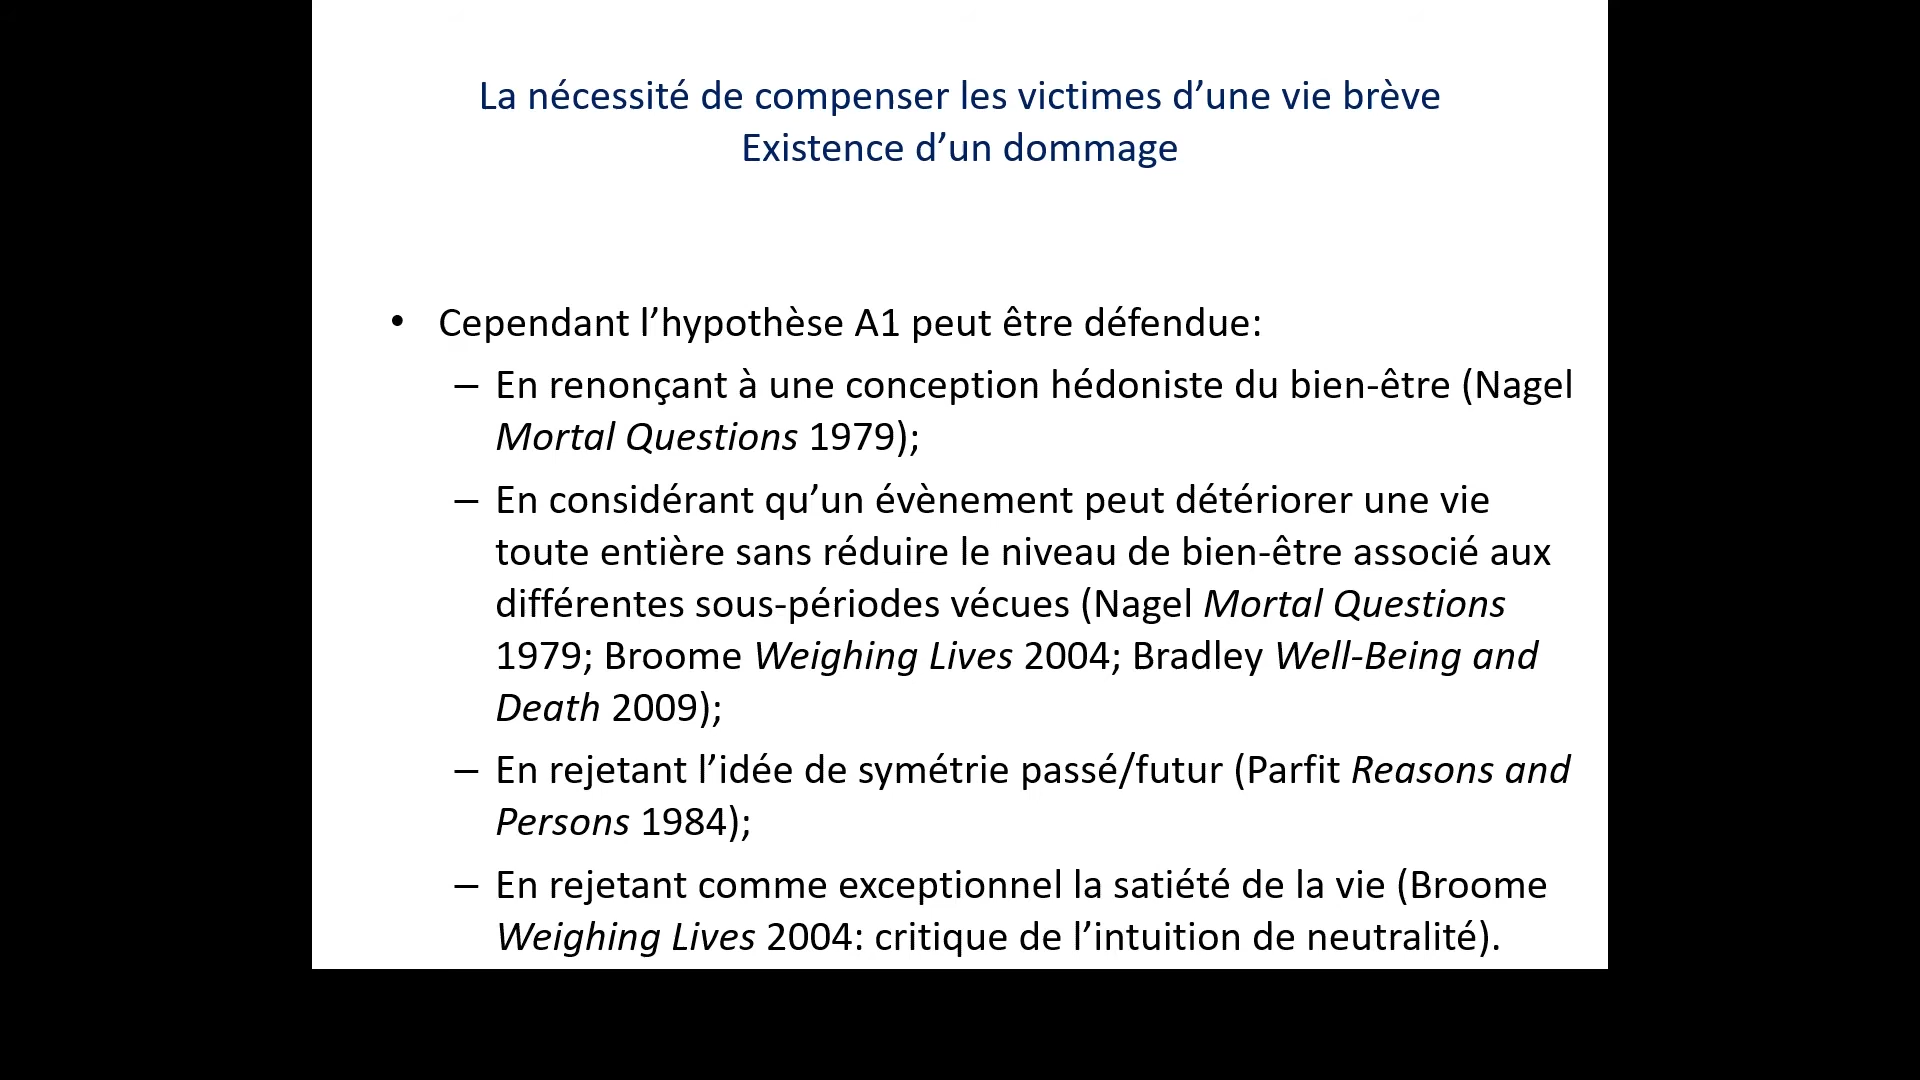 La nécessité de compenser les victimes d’une vie brève
Existence d’un dommage
• Cependant l’hypothèse A1 peut être défendue:
– En renonçant à une conception hédoniste du bien-être (Nagel
Mortal Questions 1979);
– En considérant qu’un évènement peut détériorer une vie
toute entière sans réduire le niveau de bien-être associé aux
différentes sous-périodes vécues (Nagel Mortal Questions
1979; Broome Weighing Lives 2004; Bradley Well-Being and
Death 2009);
– En rejetant l’idée de symétrie passé/futur (Parfit Reasons and
Persons 1984);
– En rejetant comme exceptionnel la satiété de la vie (Broome
Weighing Lives 2004: critique de l’intuition de neutralité).